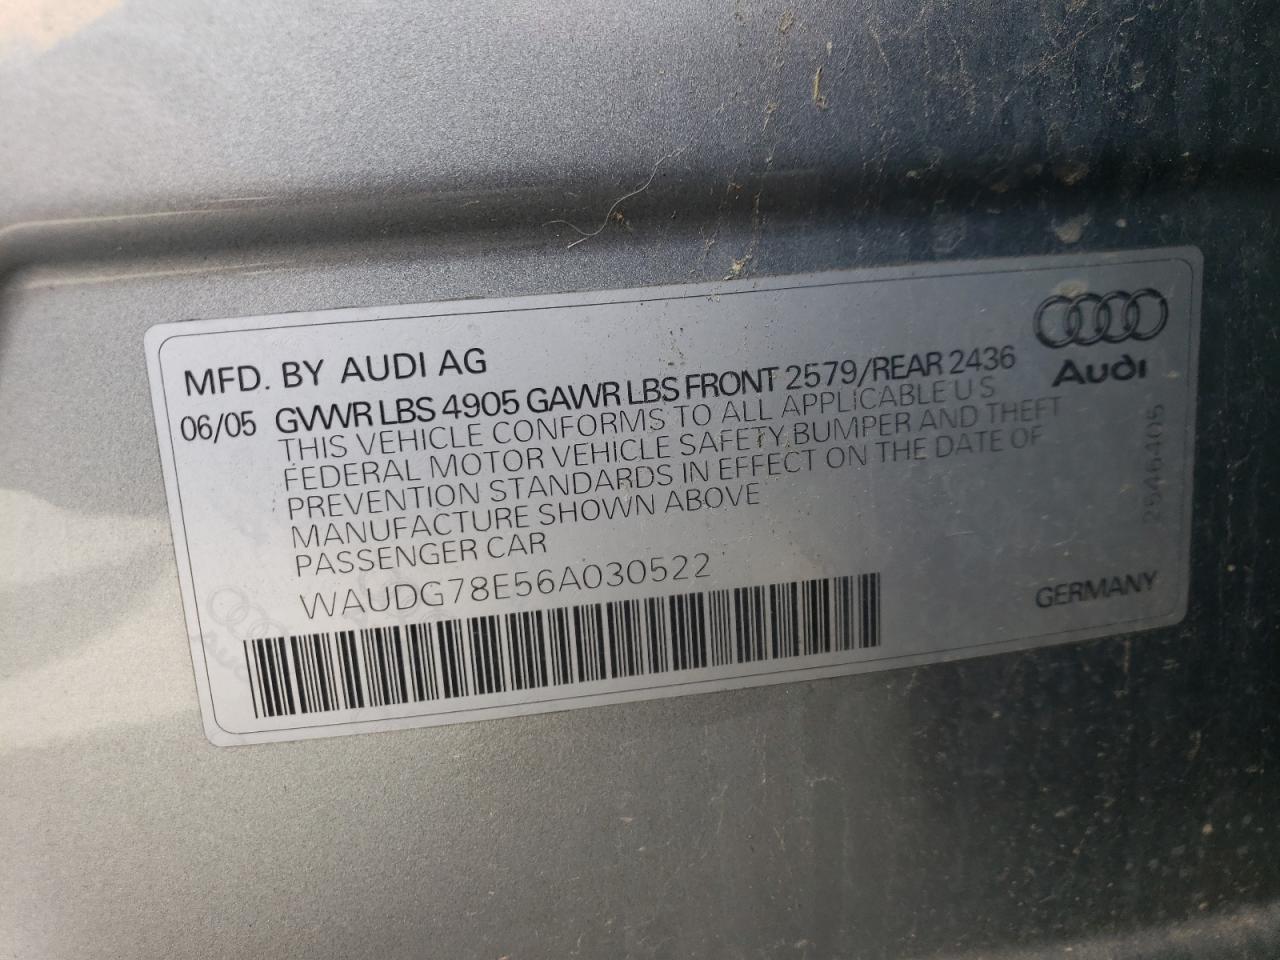 MFD. BY AUDI AG
06/05 GVWR LBS 4905 GAWR LBS FRONT 2579/REAR 2436
THIS VEHICLE CONFORMS TO ALL APPLICABLE U S
FEDERAL MOTOR VEHICLE SAFETY BUMPER AND THEFT
PREVENTION STANDARDS IN EFFECT ON THE DATE OF
MANUFACTURE SHOWN ABOVE
PASSENGER CAR
WAUDG78E56A030522
Audi
2546405
GERMANY